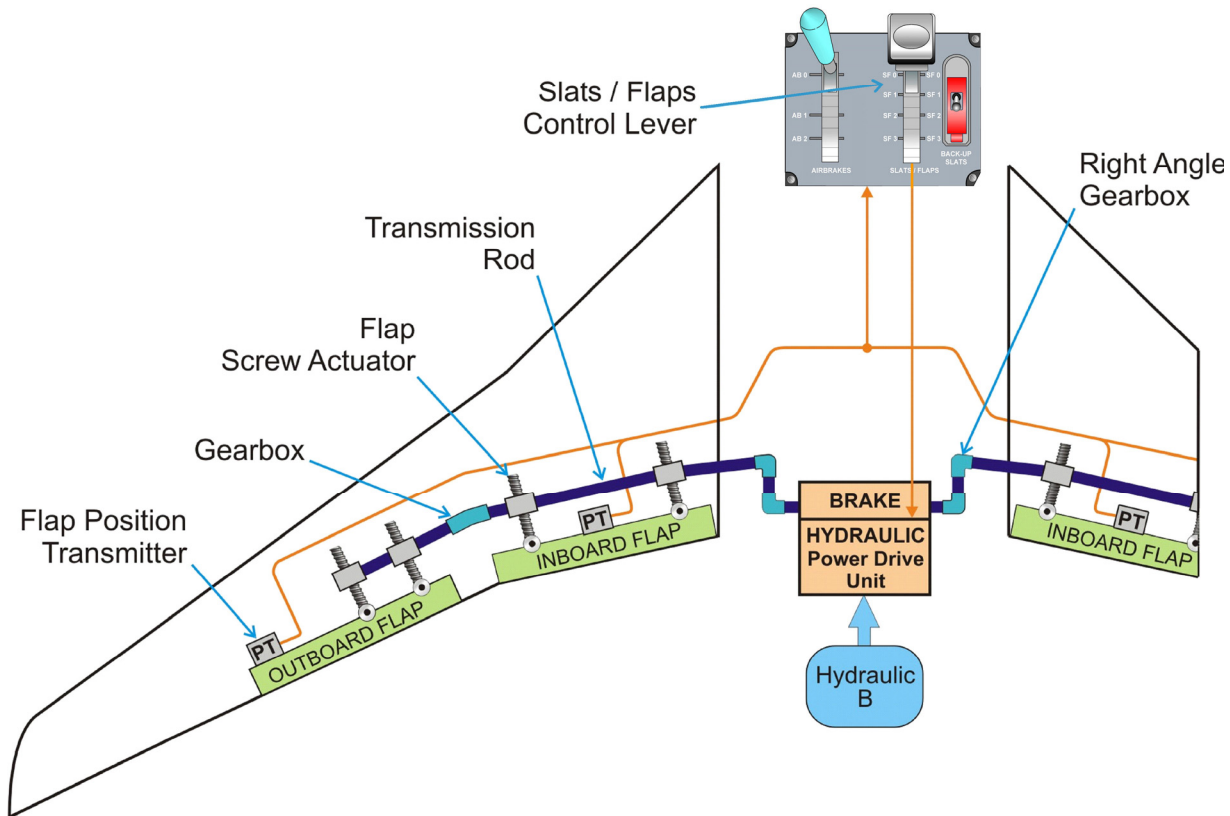 Slats / Flaps
Control Lever
AB 0
AB 1
AB 2
AIRBRAKES
SF 0 SF 0
SF 1 SF 1
SF 2 SF 2
SF 3 SF 3
SLATS / FLAPS
BACK-UP
SLATS
Right Angle
Gearbox
Transmission
Rod
Flap
Screw Actuator
Gearbox
Flap Position
Transmitter
PT
OUTBOARD FLAP
PT
INBOARD FLAP
BRAKE
HYDRAULIC
Power Drive
Unit
Hydraulic
B
PT
INBOARD FLAP